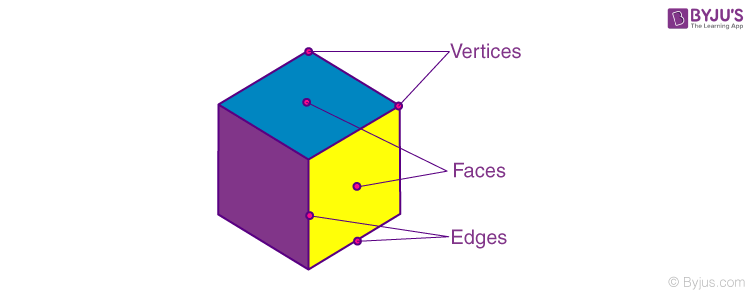 BYJU'S
The Learning App
Vertices
Faces
Edges
© Byjus.com